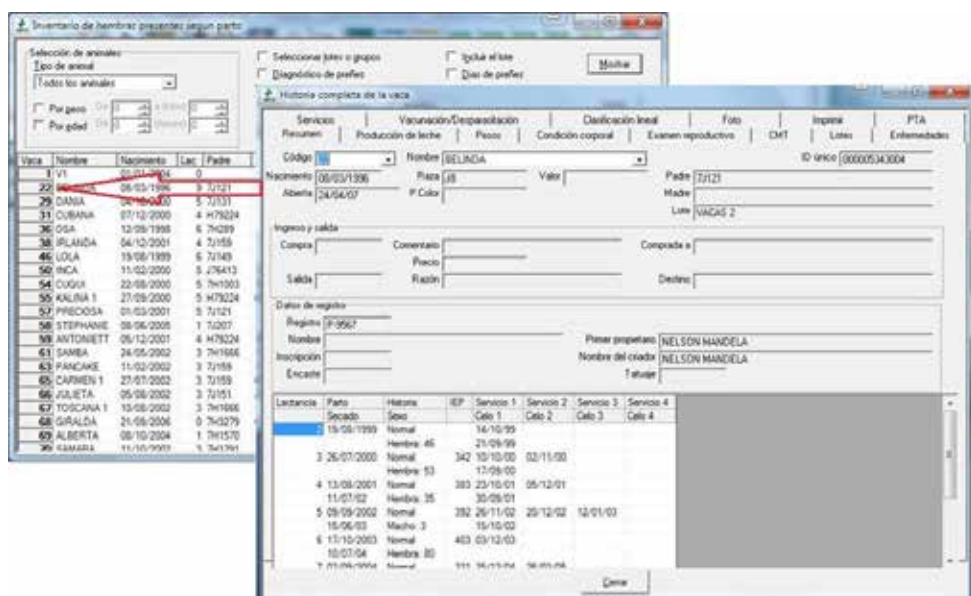 Inventario de hembras presentes segun parto
Selección de animales
Tipo de animal
Todos los animales
Por peso
Por edad
Selecciona lotes o grupos
Diagnóstico de preñes
Incluir el lote
Dias de preñes
Mostrar
Vaca Nombre Nacimiento Lac Padre
1 V1 01/01/2004 0
22 08/03/1996 9 7J121
29 DANIA 5 7J131
31 CUBANA 07/12/2000 4 H79224
36 OSA 12/09/1998 6 7H289
38 IRLANDA 04/12/2001 4 7J159
46 LOLA 19/08/1999 6 7J149
50 INCA 11/02/2000 5 J76413
54 CUQUI 22/08/2000 5 7H1003
55 KALINA 1 27/09/2000 5 H79224
57 PRECIOSA 01/03/2001 5 7J121
58 STEPHANIE 08/06/2005 1 7J207
59 ANTONIETT 05/12/2001 4 H79224
61 SAMBA 24/05/2002 3 7H1666
63 PANCAKE 11/02/2002 3 7J159
65 CARMEN 1 27/07/2002 3 7J159
66 JULIETA 05/08/2002 3 7J151
67 TOSCANA 1 10/08/2002 3 7H1666
68 GIRALDA 21/09/2006 0 7H3279
69 ALBERTA 08/10/2004 1 7H1570
70 SAMARA 11/10/2002
Historia completa de la vaca
Servicios Vacunación/Desparasitación Clasificación lineal Foto Imprimir PTA
Resumen Producción de leche Pesos Condición corporal Examen reproductivo CMT Lotes Enfermedades
Código Nombre BELINDA ID único 000005343004
Nacimiento 08/03/1996 Raza J8 Valor Padre 7J121
Abierta 24/04/07 P.Color Madre
Lote VACAS 2
Ingreso y salida
Compra Comentario Comprada a
Precio
Salida Razón Destino
Datos de registro
Registro P-9567
Nombre Primer propietario NELSON MANDELA
Inscripción Nombre del criador NELSON MANDELA
Encaste Tatuaje
Lactancia Parto Historia IEP Servicio 1 Servicio 2 Servicio 3 Servicio 4
Secado Sexo Celo 1 Celo 2 Celo 3 Celo 4
2 19/08/1999 Normal 14/10/99
Hembra: 46 21/09/99
3 26/07/2000 Normal 342 10/10/00 02/11/00
Hembra: 53 17/09/00
4 13/08/2001 Normal 383 23/10/01 05/12/01
11/07/02 Hembra: 35 30/09/01
5 09/09/2002 Normal 392 26/11/02 20/12/02 12/01/03
15/06/03 Macho: 3 15/10/02
6 17/10/2003 Normal 403 03/12/03
10/07/04 Hembra: 80
Cerrar